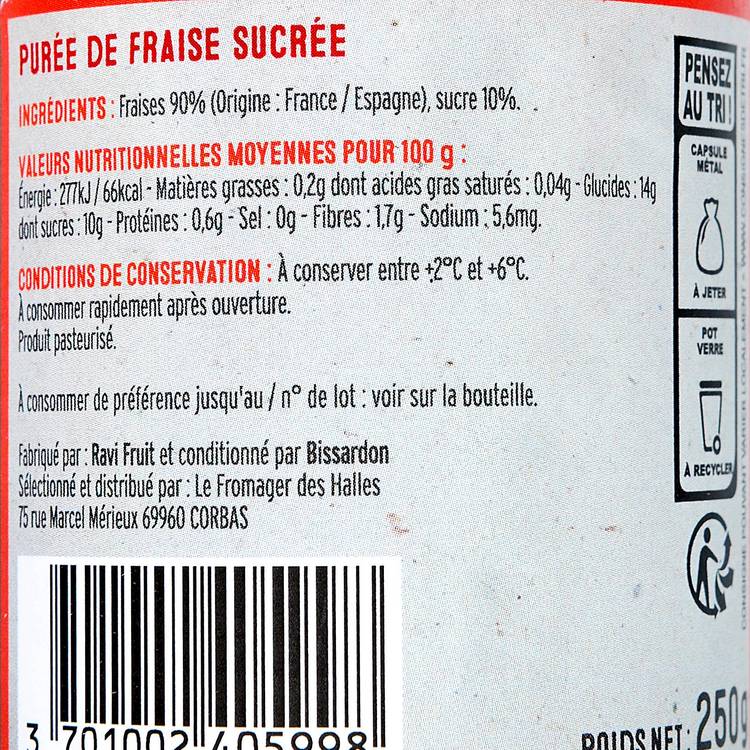 PURÉE DE FRAISE SUCRÉE
INGRÉDIENTS : Fraises 90% (Origine : France / Espagne), sucre 10%.
VALEURS NUTRITIONNELLES MOYENNES POUR 100 g :
Énergie : 277kJ / 66kcal - Matières grasses : 0,2g dont acides gras saturés : 0,04g - Glucides : 14g
dont sucres : 10g - Protéines : 0,6g - Sel : 0g - Fibres : 1,7g - Sodium : 5,6mg.
CONDITIONS DE CONSERVATION : À conserver entre +2°C et +6°C.
À consommer rapidement après ouverture.
Produit pasteurisé.
À consommer de préférence jusqu'au / n° de lot : voir sur la bouteille.
Fabriqué par : Ravi Fruit et conditionné par Bissardon
Sélectionné et distribué par : Le Fromager des Halles
75 rue Marcel Mérieux 69960 CORBAS
3 701002 405998
PENSEZ
AU TRI !
CAPSULE
MÉTAL
À JETER
POT
VERRE
À RECYCLER
POIDS NET : 250g